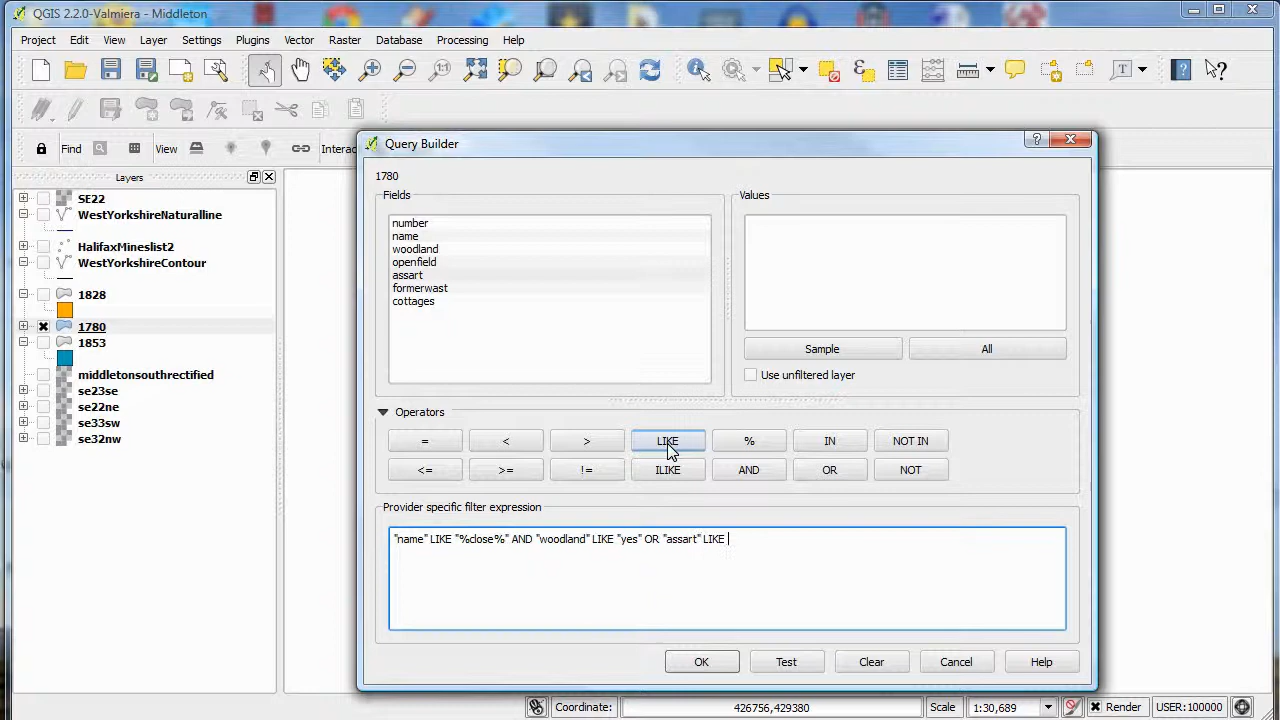 QGIS 2.2.0-Valmiera - Middleton
Project Edit View Layer Settings Plugins Vector Raster Database Processing Help
Find View Interac
Layers
SE22
WestYorkshireNaturalline
HalifaxMineslist2
WestYorkshireContour
1828
1780
1853
middletonsouthrectified
se23se
se22ne
se33sw
se32nw
Query Builder
1780
Fields
number
name
woodland
openfield
assart
formerwast
cottages
Values
Sample All
Use unfiltered layer
Operators
= < > LIKE % IN NOT IN
<= >= != ILIKE AND OR NOT
Provider specific filter expression
"name" LIKE "%close%" AND "woodland" LIKE "yes" OR "assart" LIKE
OK Test Clear Cancel Help
Coordinate: 426756,429380 Scale 1:30,689 Render USER:100000